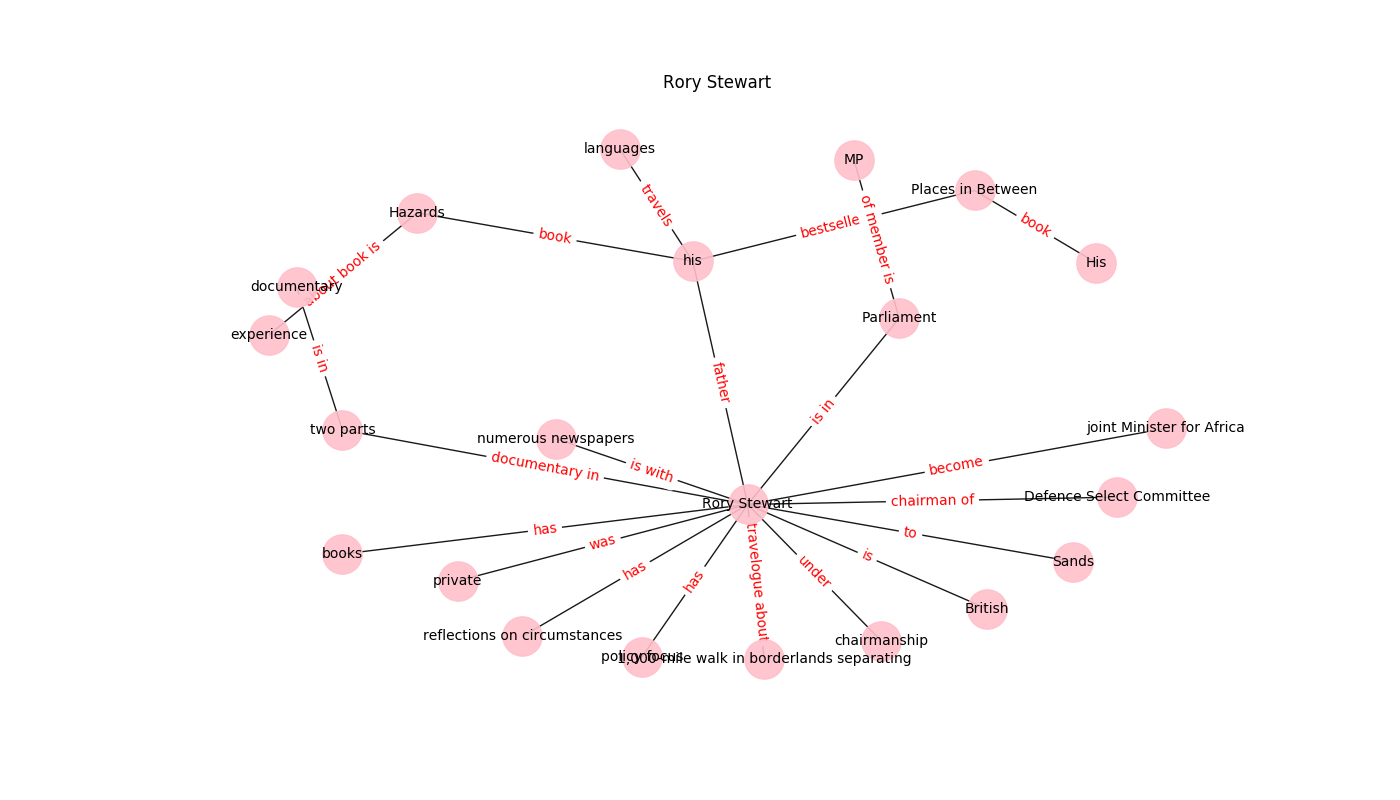 Rory Stewart
languages
MP
Places in Between
Hazards
travels
of member is
bestselle
book
book
about book is
his
His
documentary
Parliament
experience
is in
father
is in
two parts
numerous newspapers
joint Minister for Africa
documentary in
is with
become
Rory Stewart
chairman of
Defence Select Committee
has
was
to
books
is
Sands
private
has
has
travelogue about
under
British
reflections on circumstances
chairmanship
policy focus
1,000-mile walk in borderlands separating